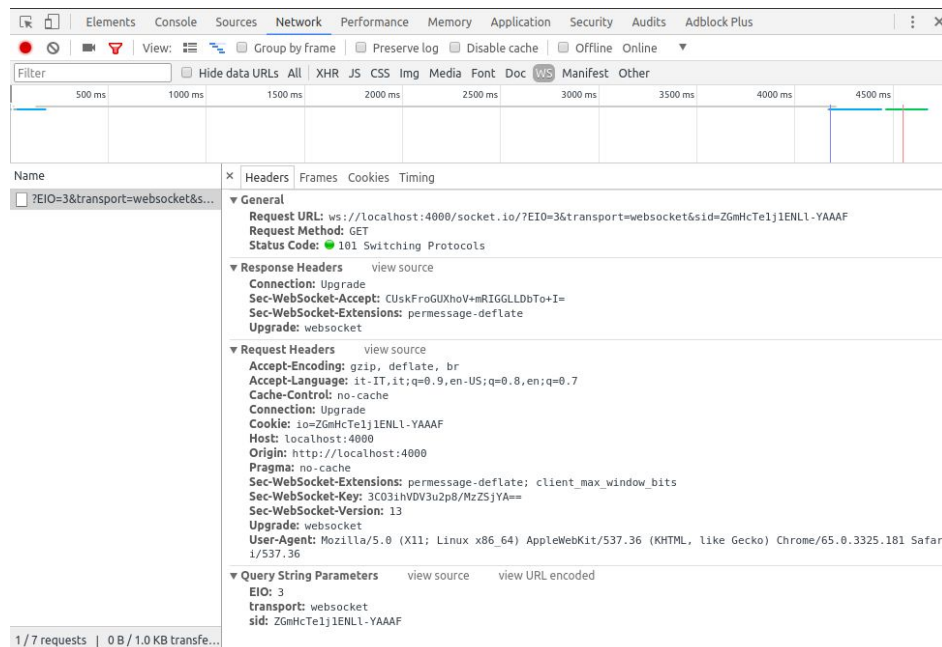 Elements Console Sources Network Performance Memory Application Security Audits Adblock Plus
View: Group by frame Preserve log Disable cache Offline Online
Filter Hide data URLs All XHR JS CSS Img Media Font Doc WS Manifest Other
500 ms 1000 ms 1500 ms 2000 ms 2500 ms 3000 ms 3500 ms 4000 ms 4500 ms
Name
?EIO=3&transport=websocket&s...
× Headers Frames Cookies Timing
General
Request URL: ws://localhost:4000/socket.io/?EIO=3&transport=websocket&sid=ZGmHcTe1j1ENLl-YAAAF
Request Method: GET
Status Code: 101 Switching Protocols
Response Headers view source
Connection: Upgrade
Sec-WebSocket-Accept: CUskFroGUXhoV+mRIGGLLDbTo+I=
Sec-WebSocket-Extensions: permessage-deflate
Upgrade: websocket
Request Headers view source
Accept-Encoding: gzip, deflate, br
Accept-Language: it-IT,it;q=0.9,en-US;q=0.8,en;q=0.7
Cache-Control: no-cache
Connection: Upgrade
Cookie: io=ZGmHcTe1j1ENLl-YAAAF
Host: localhost:4000
Origin: http://localhost:4000
Pragma: no-cache
Sec-WebSocket-Extensions: permessage-deflate; client_max_window_bits
Sec-WebSocket-Key: 3CO3ihVDV3u2p8/MzZSjYA==
Sec-WebSocket-Version: 13
Upgrade: websocket
User-Agent: Mozilla/5.0 (X11; Linux x86_64) AppleWebKit/537.36 (KHTML, like Gecko) Chrome/65.0.3325.181 Safar
i/537.36
Query String Parameters view source view URL encoded
EIO: 3
transport: websocket
sid: ZGmHcTe1j1ENLl-YAAAF
1 / 7 requests | 0 B / 1.0 KB transfe...